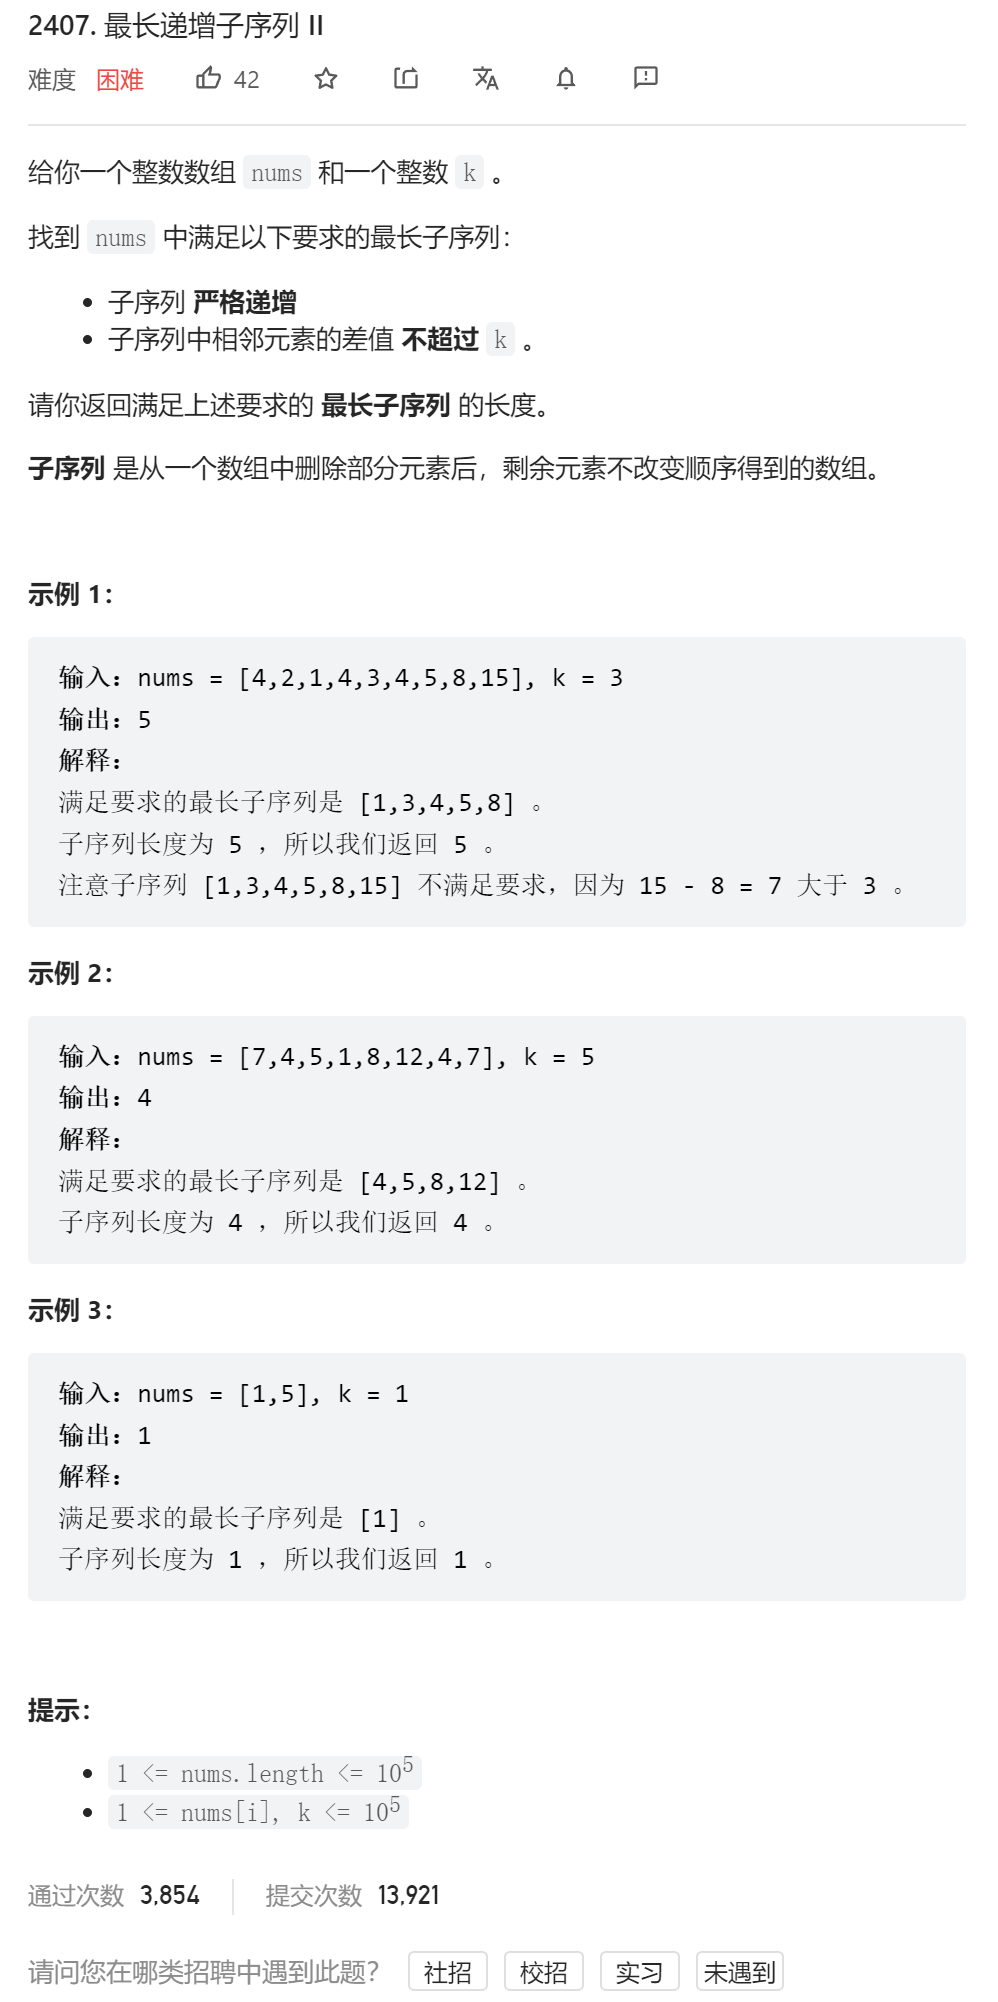 2407. 最长递增子序列 II
难度 困难 42
给你一个整数数组 nums 和一个整数 k 。
找到 nums 中满足以下要求的最长子序列：
子序列 严格递增
子序列中相邻元素的差值 不超过 k 。
请你返回满足上述要求的 最长子序列 的长度。
子序列 是从一个数组中删除部分元素后，剩余元素不改变顺序得到的数组。
示例 1：
输入：nums = [4,2,1,4,3,4,5,8,15], k = 3
输出：5
解释：
满足要求的最长子序列是 [1,3,4,5,8] 。
子序列长度为 5 ，所以我们返回 5 。
注意子序列 [1,3,4,5,8,15] 不满足要求，因为 15 - 8 = 7 大于 3 。
示例 2：
输入：nums = [7,4,5,1,8,12,4,7], k = 5
输出：4
解释：
满足要求的最长子序列是 [4,5,8,12] 。
子序列长度为 4 ，所以我们返回 4 。
示例 3：
输入：nums = [1,5], k = 1
输出：1
解释：
满足要求的最长子序列是 [1] 。
子序列长度为 1 ，所以我们返回 1 。
提示：
1 <= nums.length <= 10⁵
1 <= nums[i], k <= 10⁵
通过次数 3,854 提交次数 13,921
请问您在哪类招聘中遇到此题？ 社招 校招 实习 未遇到